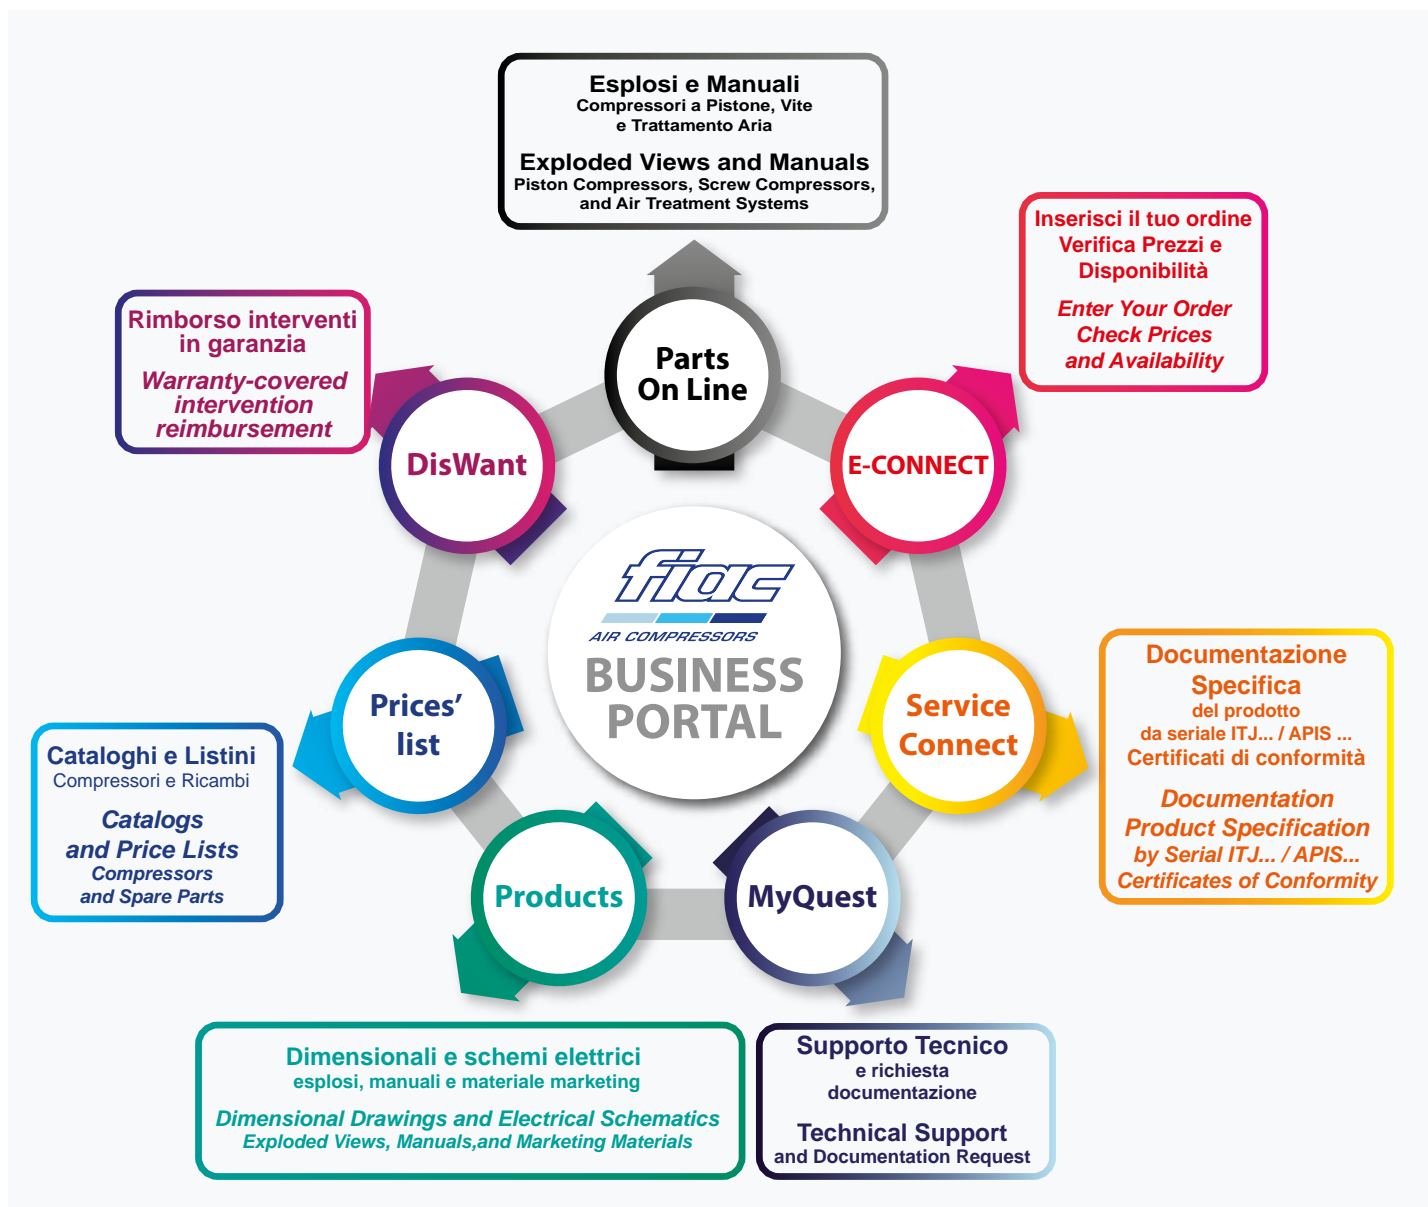 Esplosi e Manuali
Compressori a Pistone, Vite
e Trattamento Aria
Exploded Views and Manuals
Piston Compressors, Screw Compressors,
and Air Treatment Systems
Parts
On Line
Inserisci il tuo ordine
Verifica Prezzi e
Disponibilità
Enter Your Order
Check Prices
and Availability
E-CONNECT
Rimborso interventi
in garanzia
Warranty-covered
intervention
reimbursement
DisWant
fiac
AIR COMPRESSORS
BUSINESS
PORTAL
Service
Connect
Documentazione
Specifica
del prodotto
da seriale ITJ... / APIS ...
Certificati di conformità
Documentation
Product Specification
by Serial ITJ... / APIS...
Certificates of Conformity
Prices’
list
Cataloghi e Listini
Compressori e Ricambi
Catalogs
and Price Lists
Compressors
and Spare Parts
Products
Dimensionali e schemi elettrici
esplosi, manuali e materiale marketing
Dimensional Drawings and Electrical Schematics
Exploded Views, Manuals,and Marketing Materials
MyQuest
Supporto Tecnico
e richiesta
documentazione
Technical Support
and Documentation Request